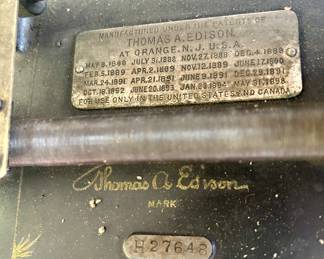 MANUFACTURED UNDER THE PATENTS OF
THOMAS A. EDISON.
AT ORANGE, N. J. U. S. A.
MAY 8, 1888 JULY 31, 1888 NOV. 27, 1888 DEC. 4, 1888
FEB. 5, 1889 APR. 2, 1889 NOV. 12, 1889 JUNE 17, 1890
MAR. 24, 1891 APR. 21, 1891 JUNE 9, 1891 DEC. 29, 1891
OCT. 18, 1892 JUNE 20, 1893 JAN. 23, 1894 MAY 31, 1898
FOR USE ONLY IN THE UNITED STATES AND CANADA
Thomas A Edison
MARK
H27648